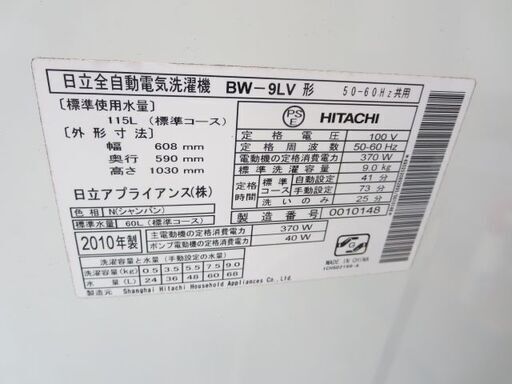 日立全自動電気洗濯機 BW-9LV 形 50-60Hz共用
[標準使用水量]
115L (標準コース)
[外形寸法]
幅 608 mm
奥行 590 mm
高さ 1030 mm
日立アプライアンス(株)
色相 N(シャンパン)
標準水量 60L (標準コース)
2010年製 主電動機の定格消費電力 370 W
ポンプ電動機の定格消費電力 40 W
洗濯容量と水量 (手動設定の水量)
洗濯容量(kg) 0.5 3.5 5.5 7.5 9.0
水量(L) 24 36 48 60 68
製造元 Shanghai Hitachi Household Appliances Co., Ltd.
PS
E
HITACHI
定格電圧 100 V
定格周波数 50-60 Hz
電動機の定格消費電力 370 W
標準洗濯容量 9.0 kg
定格時間 標準コース 自動設定 41 分
手動設定 73 分
洗いのみ 25 分
製造番号 0010148
MADE IN CHINA